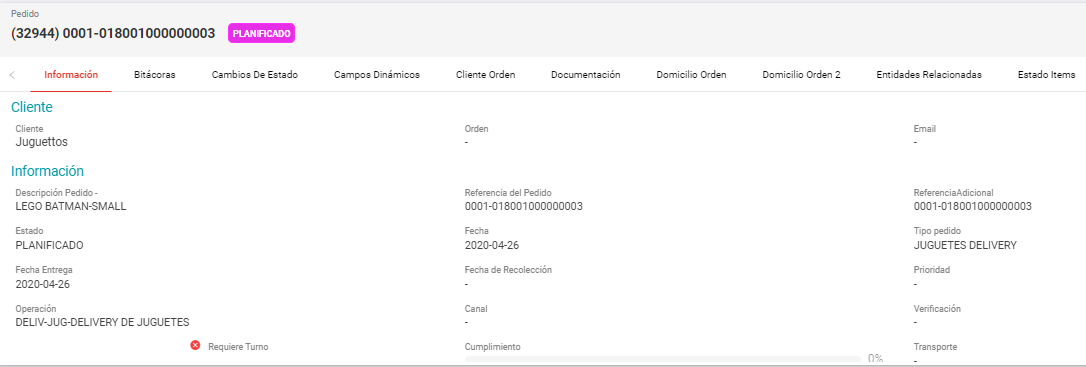 Pedido
(32944) 0001-018001000000003 PLANIFICADO
Información Bitácoras Cambios De Estado Campos Dinámicos Cliente Orden Documentación Domicilio Orden Domicilio Orden 2 Entidades Relacionadas Estado Items
Cliente
Cliente Orden Email
Juguettos - -
Información
Descripción Pedido - Referencia del Pedido ReferenciaAdicional
LEGO BATMAN-SMALL 0001-018001000000003 0001-018001000000003
Estado Fecha Tipo pedido
PLANIFICADO 2020-04-26 JUGUETES DELIVERY
Fecha Entrega Fecha de Recolección Prioridad
2020-04-26 - -
Operación Canal Verificación
DELIV-JUG-DELIVERY DE JUGUETES - -
Requiere Turno Cumplimiento Transporte
0% -